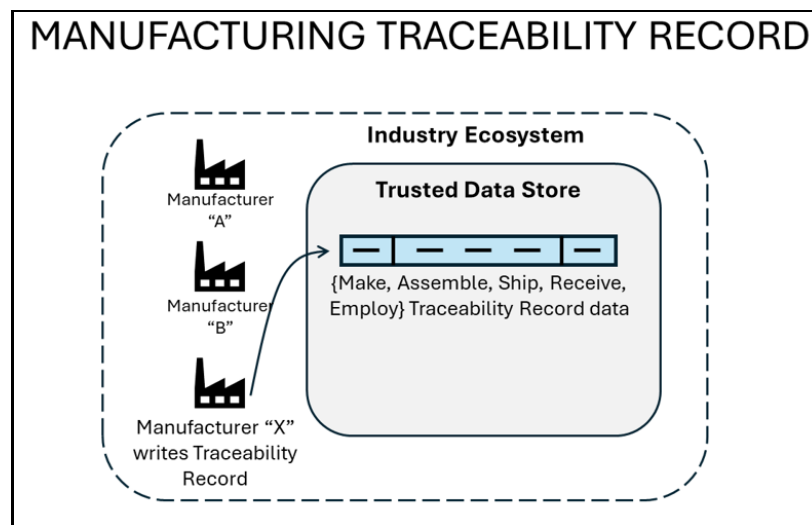 MANUFACTURING TRACEABILITY RECORD
Industry Ecosystem
Manufacturer
“A”
Trusted Data Store
{Make, Assemble, Ship, Receive,
Employ} Traceability Record data
Manufacturer
“B”
Manufacturer “X”
writes Traceability
Record